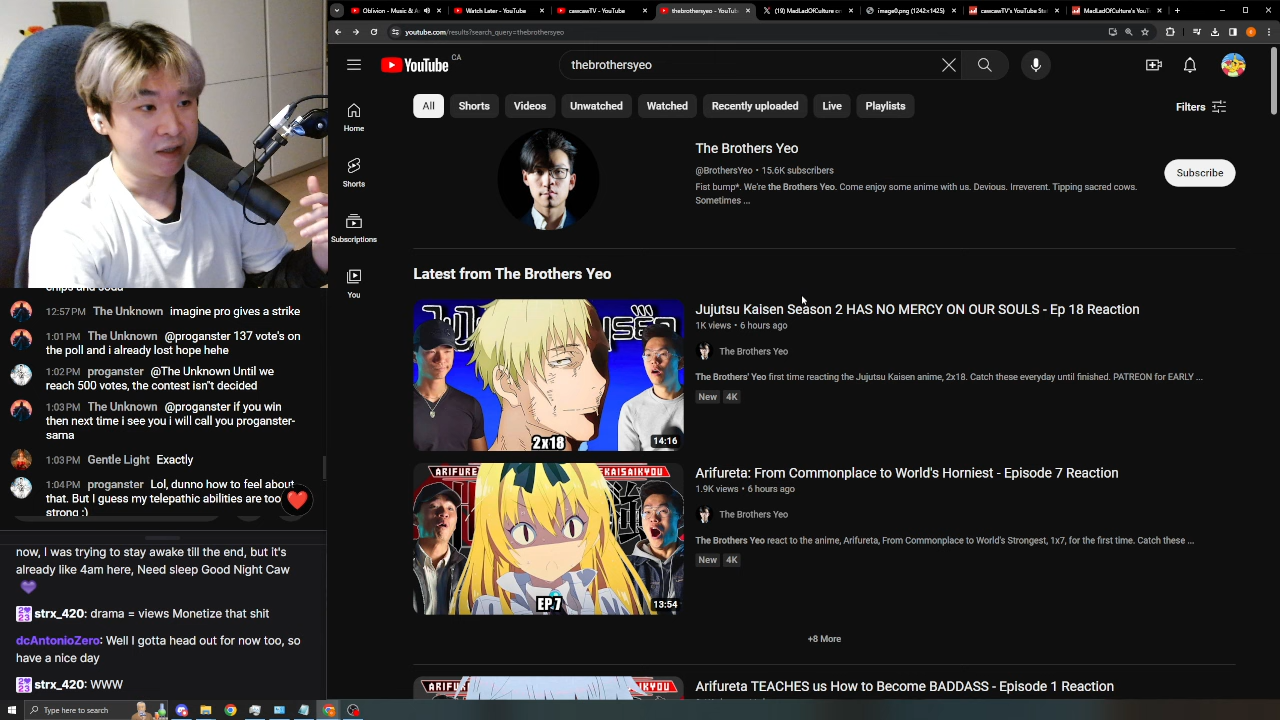 Oblivion - Music & A
Watch Later - YouTube
cawcawTV - YouTube
thebrothersyeo - YouTub
(19) MadLadOfCulture o
image0.png (1242×1425)
cawcawTV's YouTube Sta
MadLadOfCulture's YouT
youtube.com/results?search_query=thebrothersyeo
YouTube CA
thebrothersyeo
All
Shorts
Videos
Unwatched
Watched
Recently uploaded
Live
Playlists
Filters
Home
Shorts
Subscriptions
You
The Brothers Yeo
@BrothersYeo • 15.6K subscribers
Fist bump*. We're the Brothers Yeo. Come enjoy some anime with us. Devious. Irreverent. Tipping sacred cows.
Sometimes ...
Subscribe
Latest from The Brothers Yeo
2x18
14:16
Jujutsu Kaisen Season 2 HAS NO MERCY ON OUR SOULS - Ep 18 Reaction
1K views • 6 hours ago
The Brothers Yeo
The Brothers' Yeo first time reacting the Jujutsu Kaisen anime, 2x18. Catch these everyday until finished. PATREON for EARLY ...
New
4K
EP.7
13:54
Arifureta: From Commonplace to World's Horniest - Episode 7 Reaction
1.9K views • 6 hours ago
The Brothers Yeo
The Brothers Yeo react to the anime, Arifureta, From Commonplace to World's Strongest, 1x7, for the first time. Catch these ...
New
4K
+8 More
Arifureta TEACHES us How to Become BADDASS - Episode 1 Reaction
chips and soda
12:57 PM The Unknown imagine pro gives a strike
1:01 PM The Unknown @proganster 137 vote's on
the poll and i already lost hope hehe
1:02 PM proganster @The Unknown Until we
reach 500 votes, the contest isn"t decided
1:03 PM The Unknown @proganster if you win
then next time i see you i will call you proganster-
sama
1:03 PM Gentle Light Exactly
1:04 PM proganster Lol, dunno how to feel about
that. But I guess my telepathic abilities are too
strong ;)
now, I was trying to stay awake till the end, but it's
already like 4am here, Need sleep Good Night Caw
strx_420: drama = views Monetize that shit
dcAntonioZero: Well I gotta head out for now too, so
have a nice day
strx_420: WWW
Type here to search